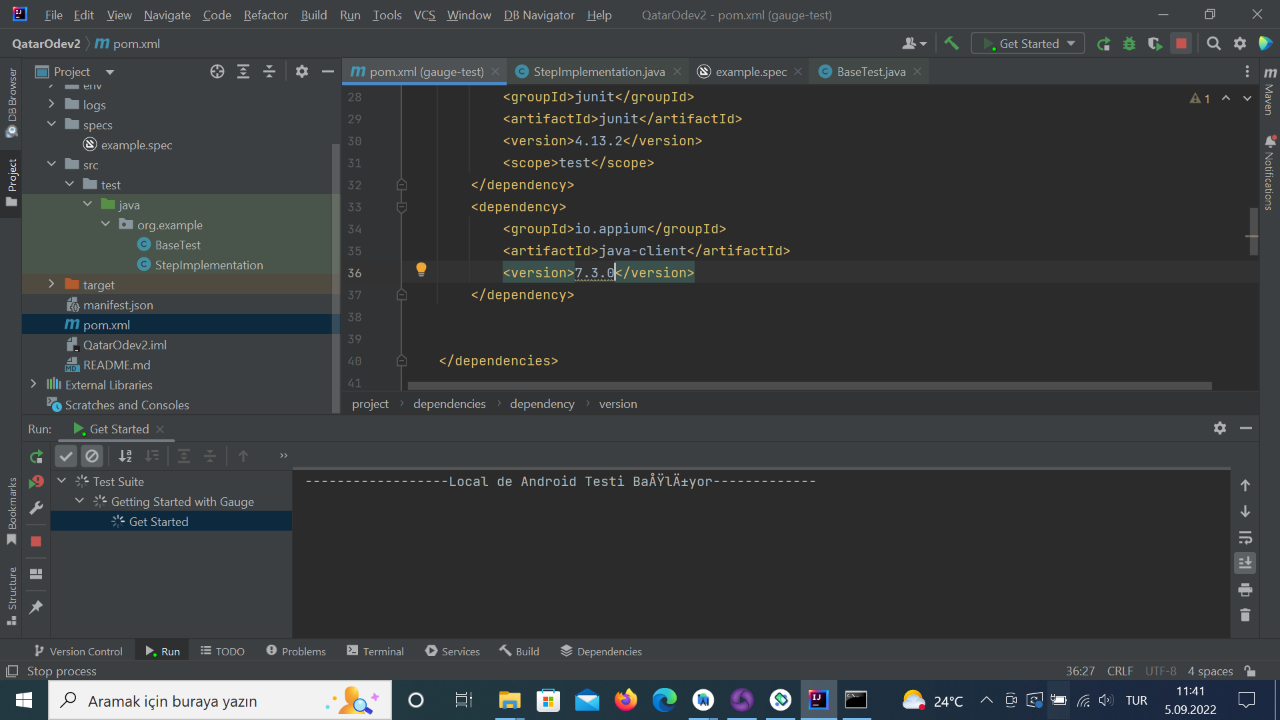 File Edit View Navigate Code Refactor Build Run Tools VCS Window DB Navigator Help QatarOdev2 - pom.xml (gauge-test)
QatarOdev2 m pom.xml Get Started
Project
m pom.xml (gauge-test) StepImplementation.java example.spec BaseTest.java
env
logs
specs
example.spec
src
test
java
org.example
BaseTest
StepImplementation
target
manifest.json
m pom.xml
QatarOdev2.iml
README.md
External Libraries
Scratches and Consoles
DB Browser
Project
Bookmarks
Structure
28 <groupId>junit</groupId>
29 <artifactId>junit</artifactId>
30 <version>4.13.2</version>
31 <scope>test</scope>
32 </dependency>
33 <dependency>
34 <groupId>io.appium</groupId>
35 <artifactId>java-client</artifactId>
36 <version>7.3.0</version>
37 </dependency>
38
39
40 </dependencies>
41
1
m Maven
Notifications
project dependencies dependency version
Run: Get Started
Test Suite
Getting Started with Gauge
Get Started
------------------Local de Android Testi BaÅŸlÄ±yor-------------
Version Control Run TODO Problems Terminal Services Build Dependencies
Stop process 36:27 CRLF UTF-8 4 spaces
Aramak için buraya yazın 24°C TUR 11:41
5.09.2022